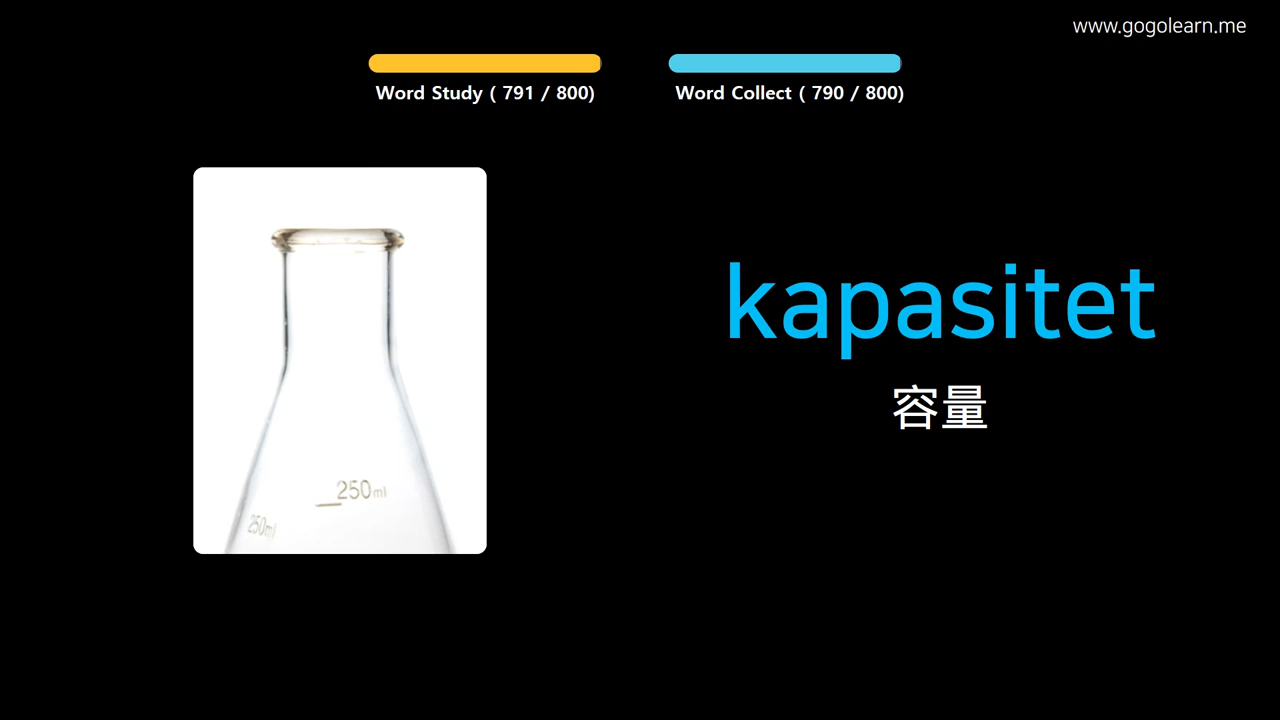 www.gogolearn.me
Word Study ( 791 / 800)
Word Collect ( 790 / 800)
250ml
250ml
kapasitet
容量